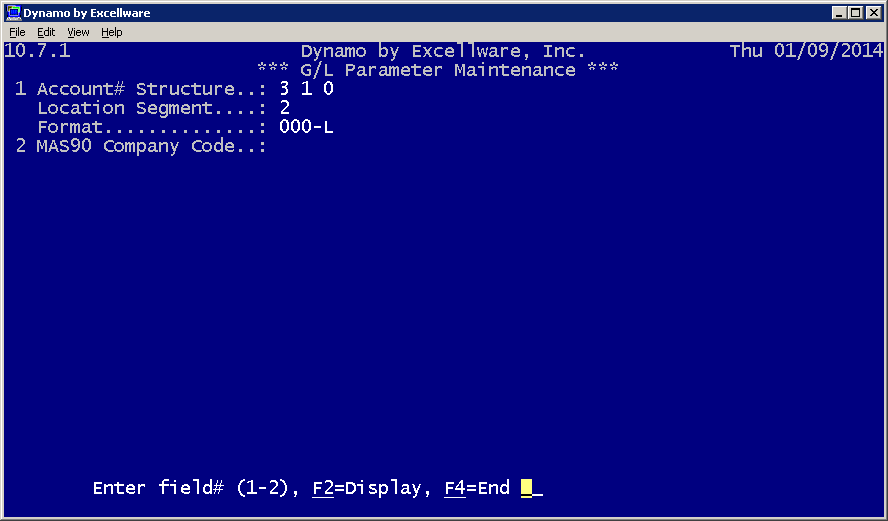 Dynamo by Excellware
File Edit View Help
10.7.1 Dynamo by Excellware, Inc. Thu 01/09/2014
*** G/L Parameter Maintenance ***
1 Account# Structure..: 3 1 0
Location Segment....: 2
Format..............: 000-L
2 MAS90 Company Code..:
Enter field# (1-2), F2=Display, F4=End